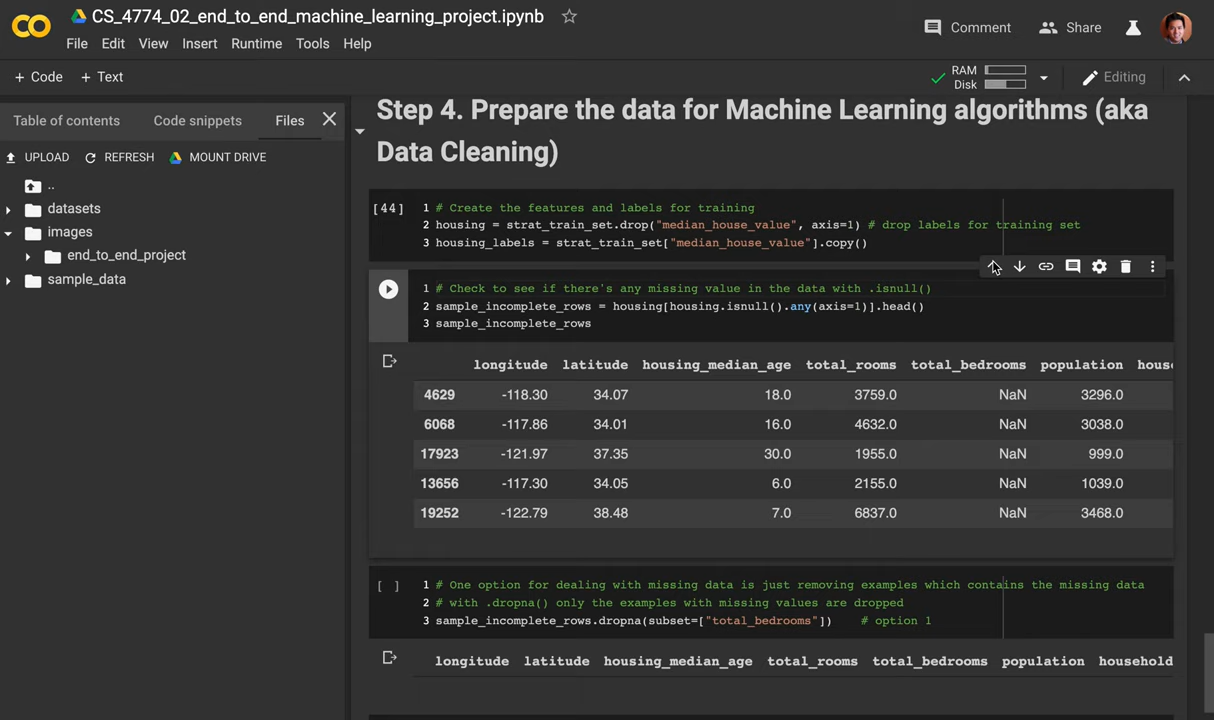 CO
CS_4774_02_end_to_end_machine_learning_project.ipynb
Comment
Share
File Edit View Insert Runtime Tools Help
+ Code + Text
RAM
Disk
Editing
Table of contents Code snippets Files
UPLOAD REFRESH MOUNT DRIVE
..
datasets
images
end_to_end_project
sample_data
Step 4. Prepare the data for Machine Learning algorithms (aka
Data Cleaning)
[44] 1 # Create the features and labels for training
2 housing = strat_train_set.drop("median_house_value", axis=1) # drop labels for training set
3 housing_labels = strat_train_set["median_house_value"].copy()
1 # Check to see if there's any missing value in the data with .isnull()
2 sample_incomplete_rows = housing[housing.isnull().any(axis=1)].head()
3 sample_incomplete_rows
longitude latitude housing_median_age total_rooms total_bedrooms population house
4629 -118.30 34.07 18.0 3759.0 NaN 3296.0
6068 -117.86 34.01 16.0 4632.0 NaN 3038.0
17923 -121.97 37.35 30.0 1955.0 NaN 999.0
13656 -117.30 34.05 6.0 2155.0 NaN 1039.0
19252 -122.79 38.48 7.0 6837.0 NaN 3468.0
[ ] 1 # One option for dealing with missing data is just removing examples which contains the missing data
2 # with .dropna() only the examples with missing values are dropped
3 sample_incomplete_rows.dropna(subset=["total_bedrooms"]) # option 1
longitude latitude housing_median_age total_rooms total_bedrooms population household